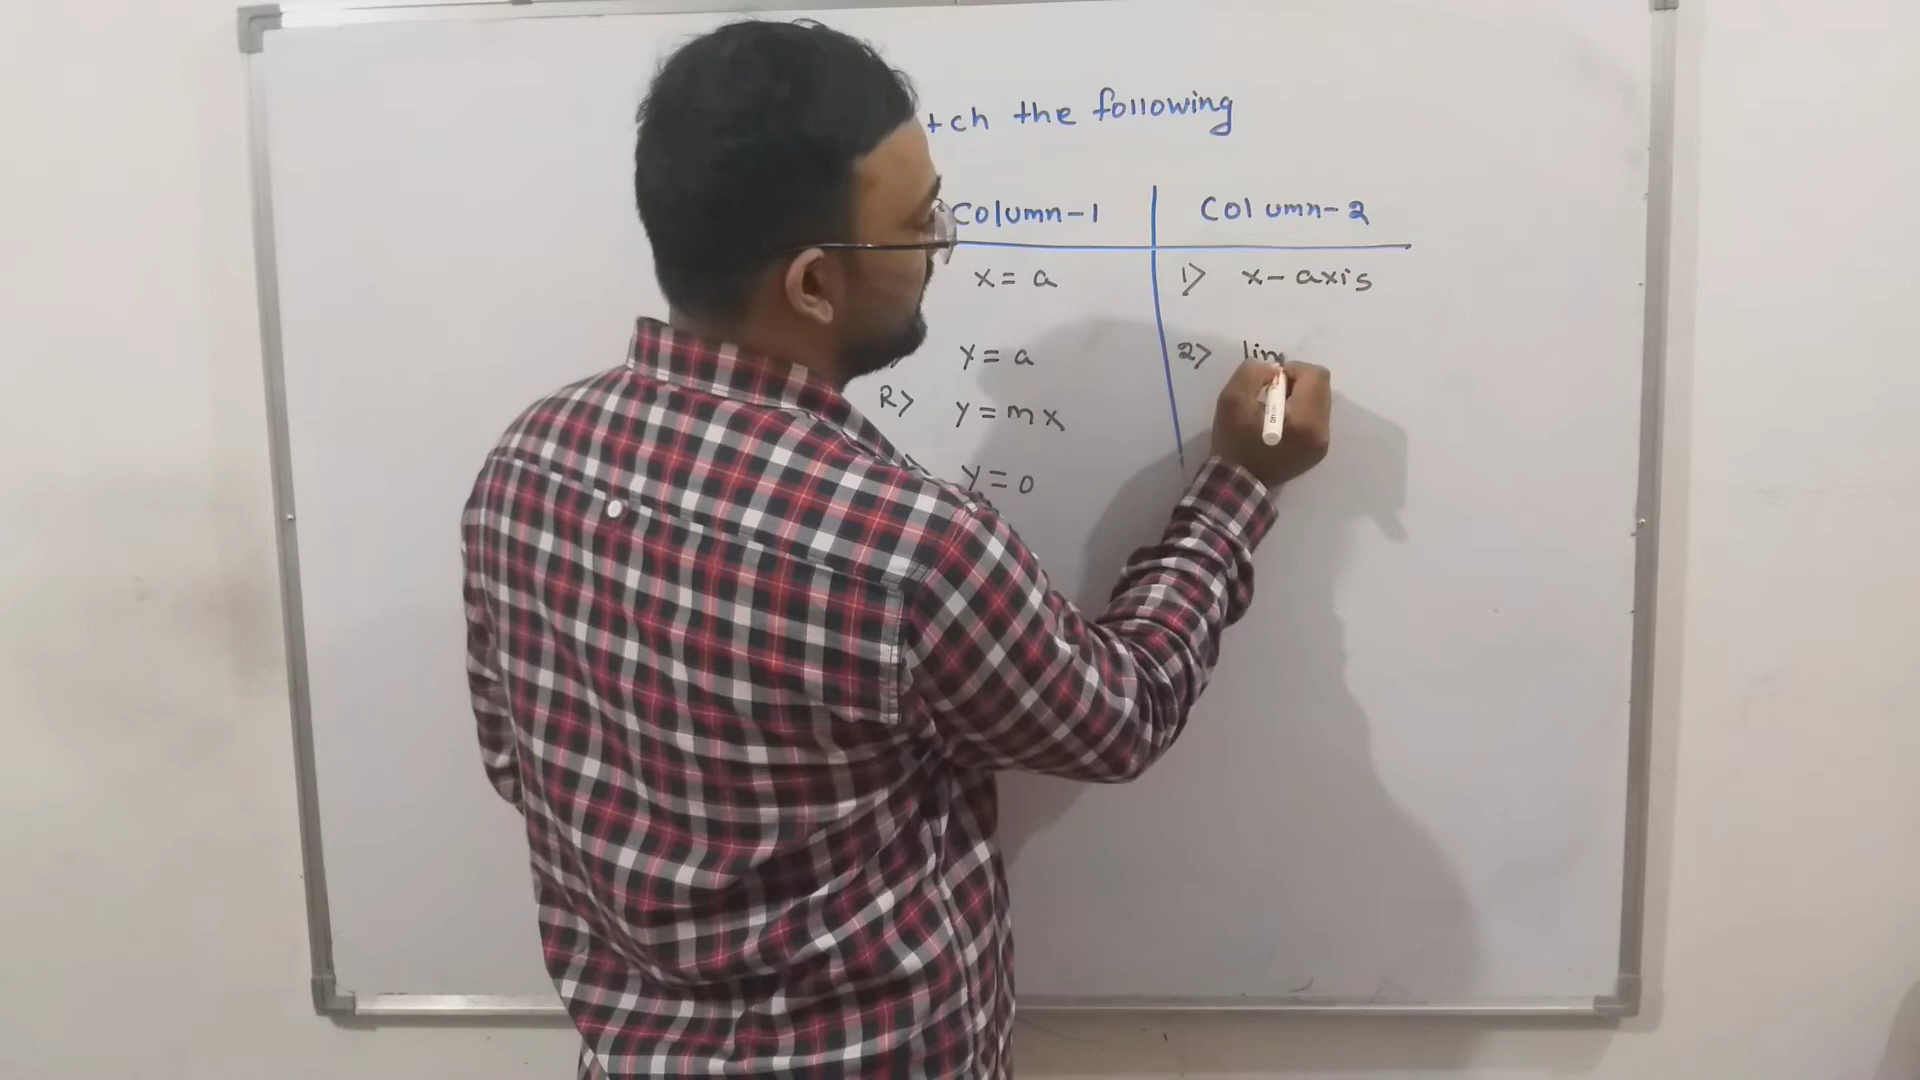 tch the following
Column-1 Column-2
x = a 1> x-axis
y = a 2> lin
R> y = mx
y = 0